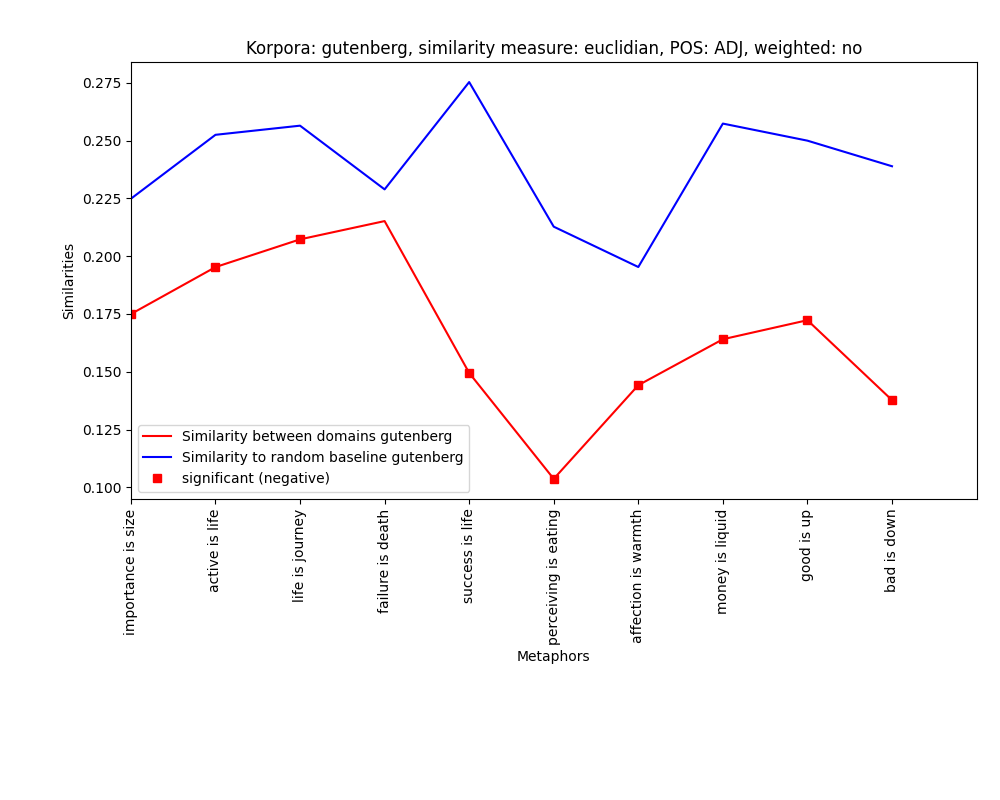 Korpora: gutenberg, similarity measure: euclidian, POS: ADJ, weighted: no
0.275
0.250
0.225
0.200
0.175
0.150
0.125
0.100
Similarities
Similarity between domains gutenberg
Similarity to random baseline gutenberg
significant (negative)
importance is size
active is life
life is journey
failure is death
success is life
perceiving is eating
affection is warmth
money is liquid
good is up
bad is down
Metaphors